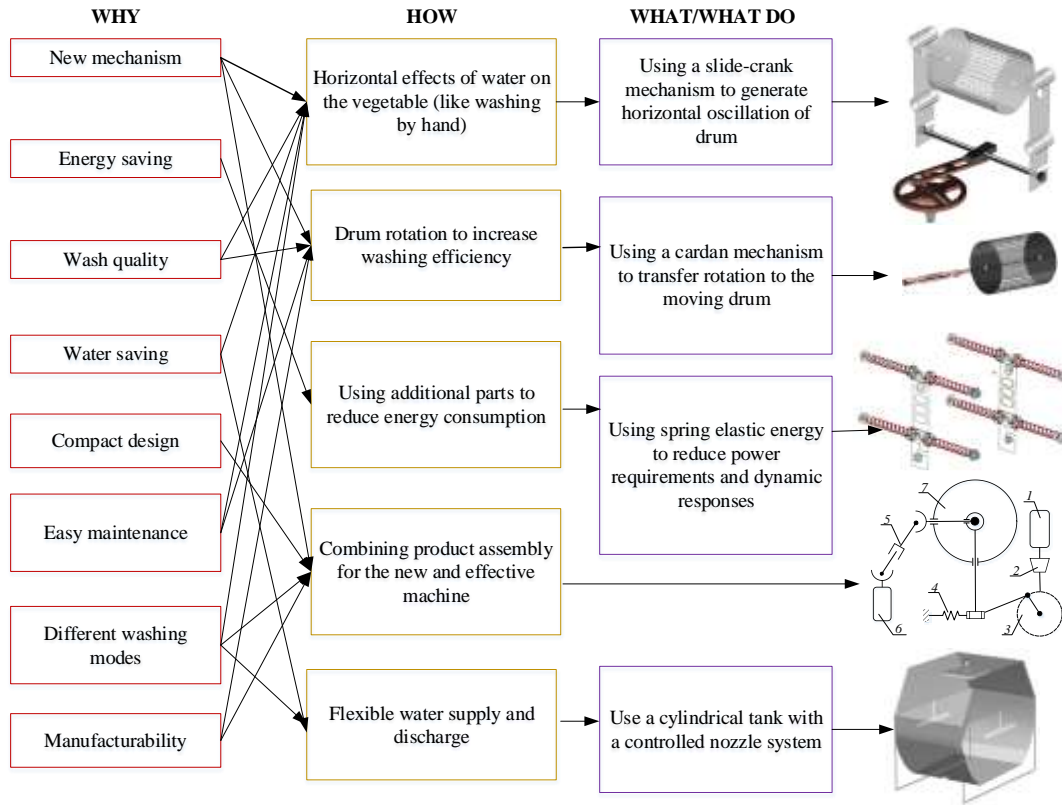 WHY
HOW
WHAT/WHAT DO
New mechanism
Energy saving
Wash quality
Water saving
Compact design
Easy maintenance
Different washing
modes
Manufacturability
Horizontal effects of water on
the vegetable (like washing
by hand)
Drum rotation to increase
washing efficiency
Using additional parts to
reduce energy consumption
Combining product assembly
for the new and effective
machine
Flexible water supply and
discharge
Using a slide-crank
mechanism to generate
horizontal oscillation of
drum
Using a cardan mechanism
to transfer rotation to the
moving drum
Using spring elastic energy
to reduce power
requirements and dynamic
responses
Use a cylindrical tank with
a controlled nozzle system
7
1
5
2
4
6
3